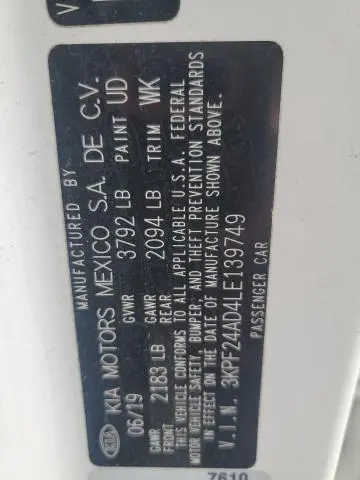 V
MANUFACTURED BY
KIA KIA MOTORS MEXICO S.A. DE C.V.
06/19 GVWR 3792 LB PAINT UD
GAWR FRONT 2183 LB GAWR REAR 2094 LB TRIM WK
THIS VEHICLE CONFORMS TO ALL APPLICABLE U.S.A. FEDERAL
MOTOR VEHICLE SAFETY, BUMPER, AND THEFT PREVENTION STANDARDS
IN EFFECT ON THE DATE OF MANUFACTURE SHOWN ABOVE.
V.I.N. 3KPF24AD4LE139749
PASSENGER CAR
7610